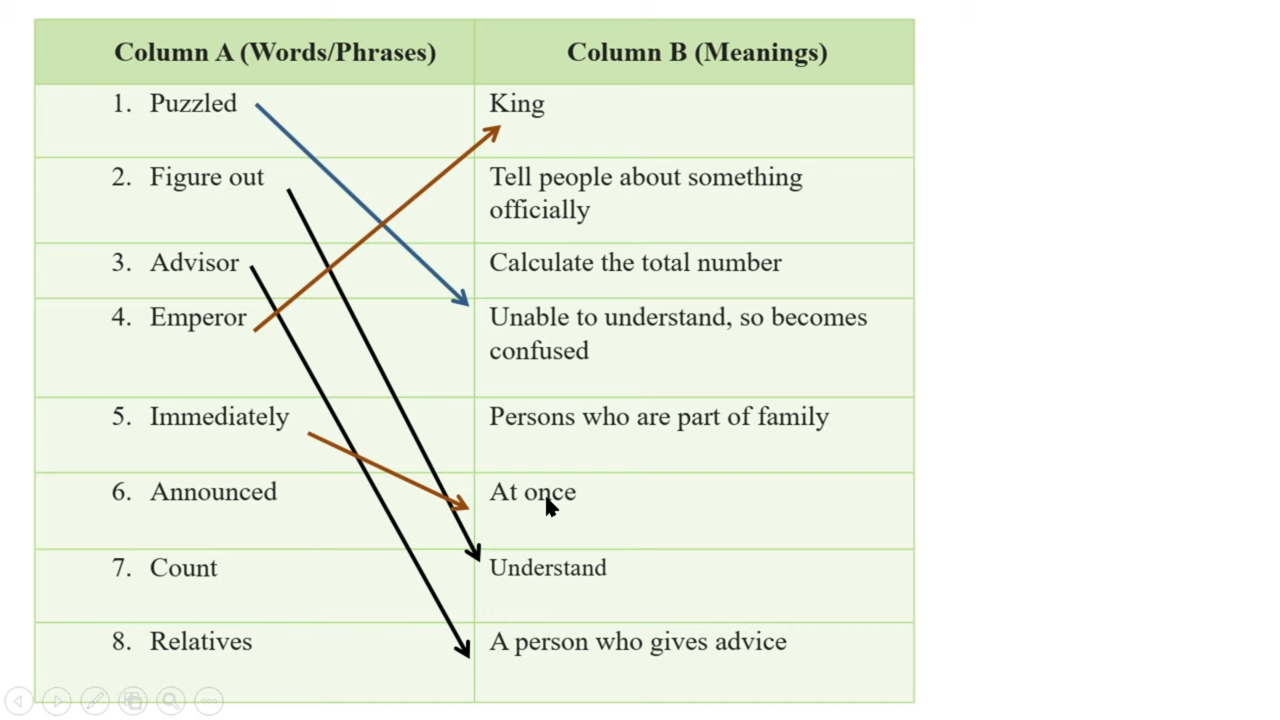 Column A (Words/Phrases) Column B (Meanings)
1. Puzzled King
2. Figure out Tell people about something
officially
3. Advisor Calculate the total number
4. Emperor Unable to understand, so becomes
confused
5. Immediately Persons who are part of family
6. Announced At once
7. Count Understand
8. Relatives A person who gives advice